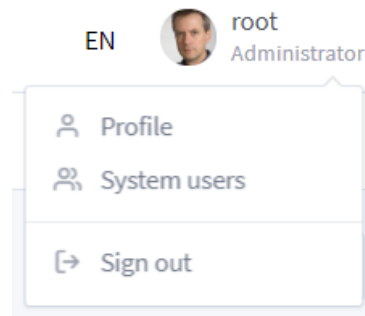 EN
root
Administrator
Profile
System users
Sign out